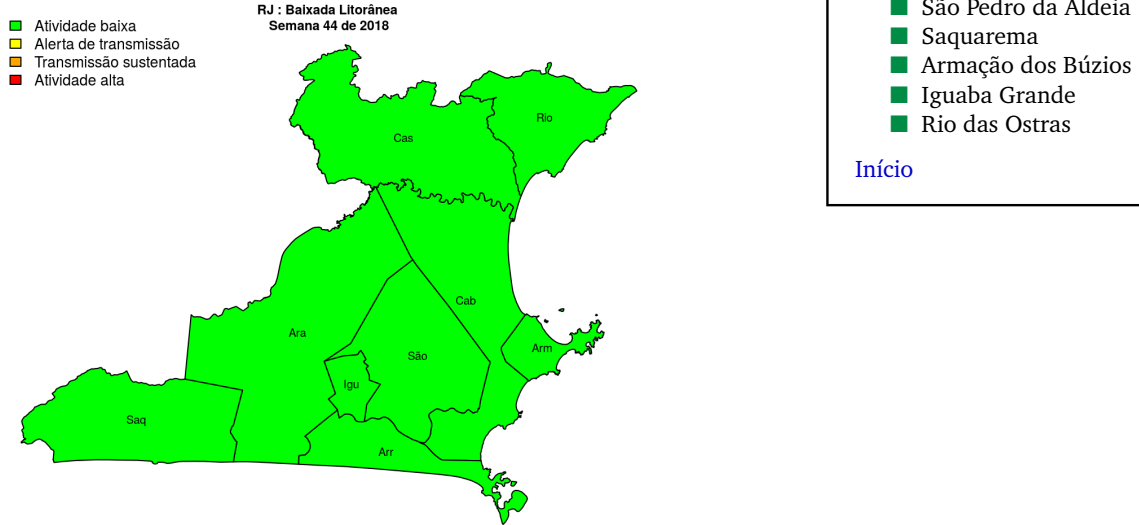 RJ : Baixada Litorânea
Semana 44 de 2018
Atividade baixa
Alerta de transmissão
Transmissão sustentada
Atividade alta
Rio
Cas
Cab
Ara
Arm
São
Igu
Saq
Arr
São Pedro da Aldeia
Saquarema
Armação dos Búzios
Iguaba Grande
Rio das Ostras
Início